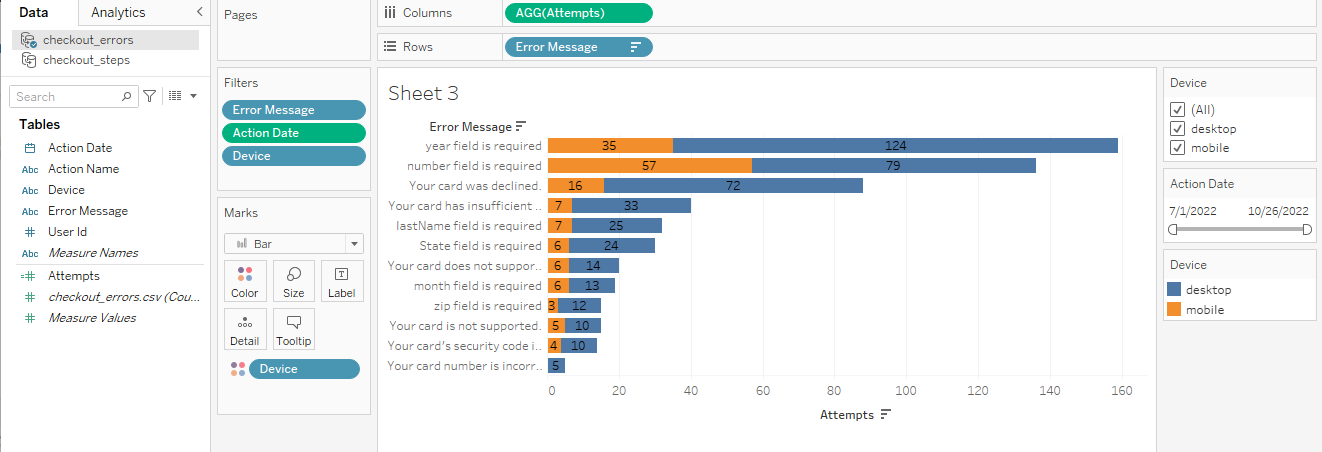 Data
Analytics
checkout_errors
checkout_steps
Search
Tables
Action Date
Abc Action Name
Abc Device
Abc Error Message
# User Id
Abc Measure Names
=# Attempts
# checkout_errors.csv (Cou...
# Measure Values
Pages
Filters
Error Message
Action Date
Device
Marks
Bar
Color
Size
T
Label
Detail
Tooltip
Device
Columns
AGG(Attempts)
Rows
Error Message
Sheet 3
Error Message
year field is required 35 124
number field is required 57 79
Your card was declined. 16 72
Your card has insufficient .. 7 33
lastName field is required 7 25
State field is required 6 24
Your card does not suppor.. 6 14
month field is required 6 13
zip field is required 3 12
Your card is not supported. 5 10
Your card's security code i.. 4 10
Your card number is incorr.. 5
0 20 40 60 80 100 120 140 160
Attempts
Device
(All)
desktop
mobile
Action Date
7/1/2022 10/26/2022
Device
desktop
mobile